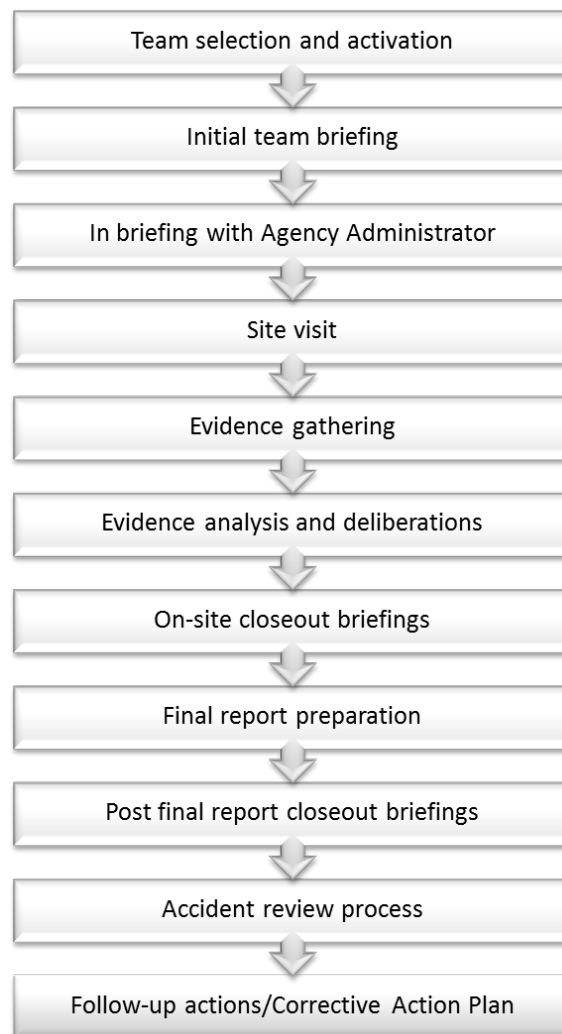 Team selection and activation
Initial team briefing
In briefing with Agency Administrator
Site visit
Evidence gathering
Evidence analysis and deliberations
On-site closeout briefings
Final report preparation
Post final report closeout briefings
Accident review process
Follow-up actions/Corrective Action Plan